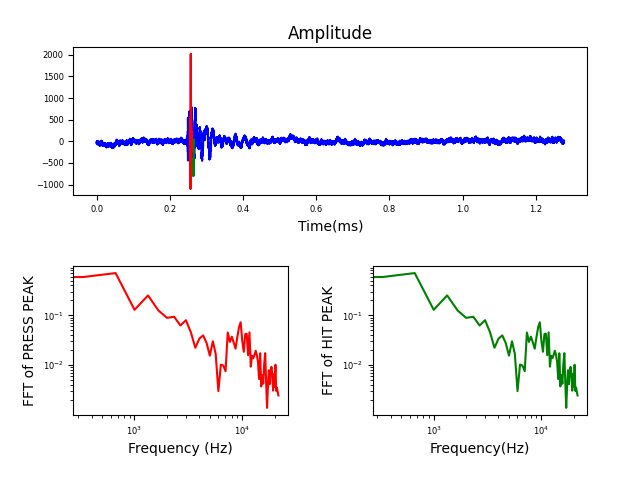 Amplitude
2000
1500
1000
500
0
−500
−1000
0.0 0.2 0.4 0.6 0.8 1.0 1.2
Time(ms)
FFT of PRESS PEAK
10⁻¹
10⁻²
10³ 10⁴
Frequency (Hz)
FFT of HIT PEAK
10⁻¹
10⁻²
10³ 10⁴
Frequency(Hz)